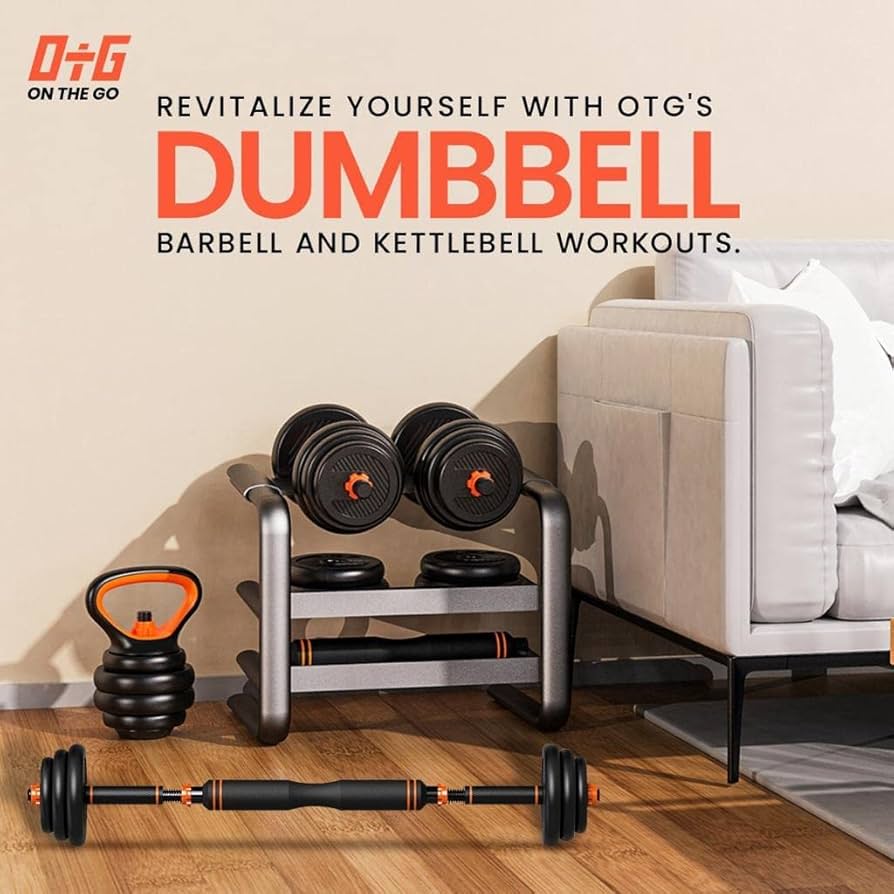 OTG
ON THE GO
REVITALIZE YOURSELF WITH OTG'S
DUMBBELL
BARBELL AND KETTLEBELL WORKOUTS.